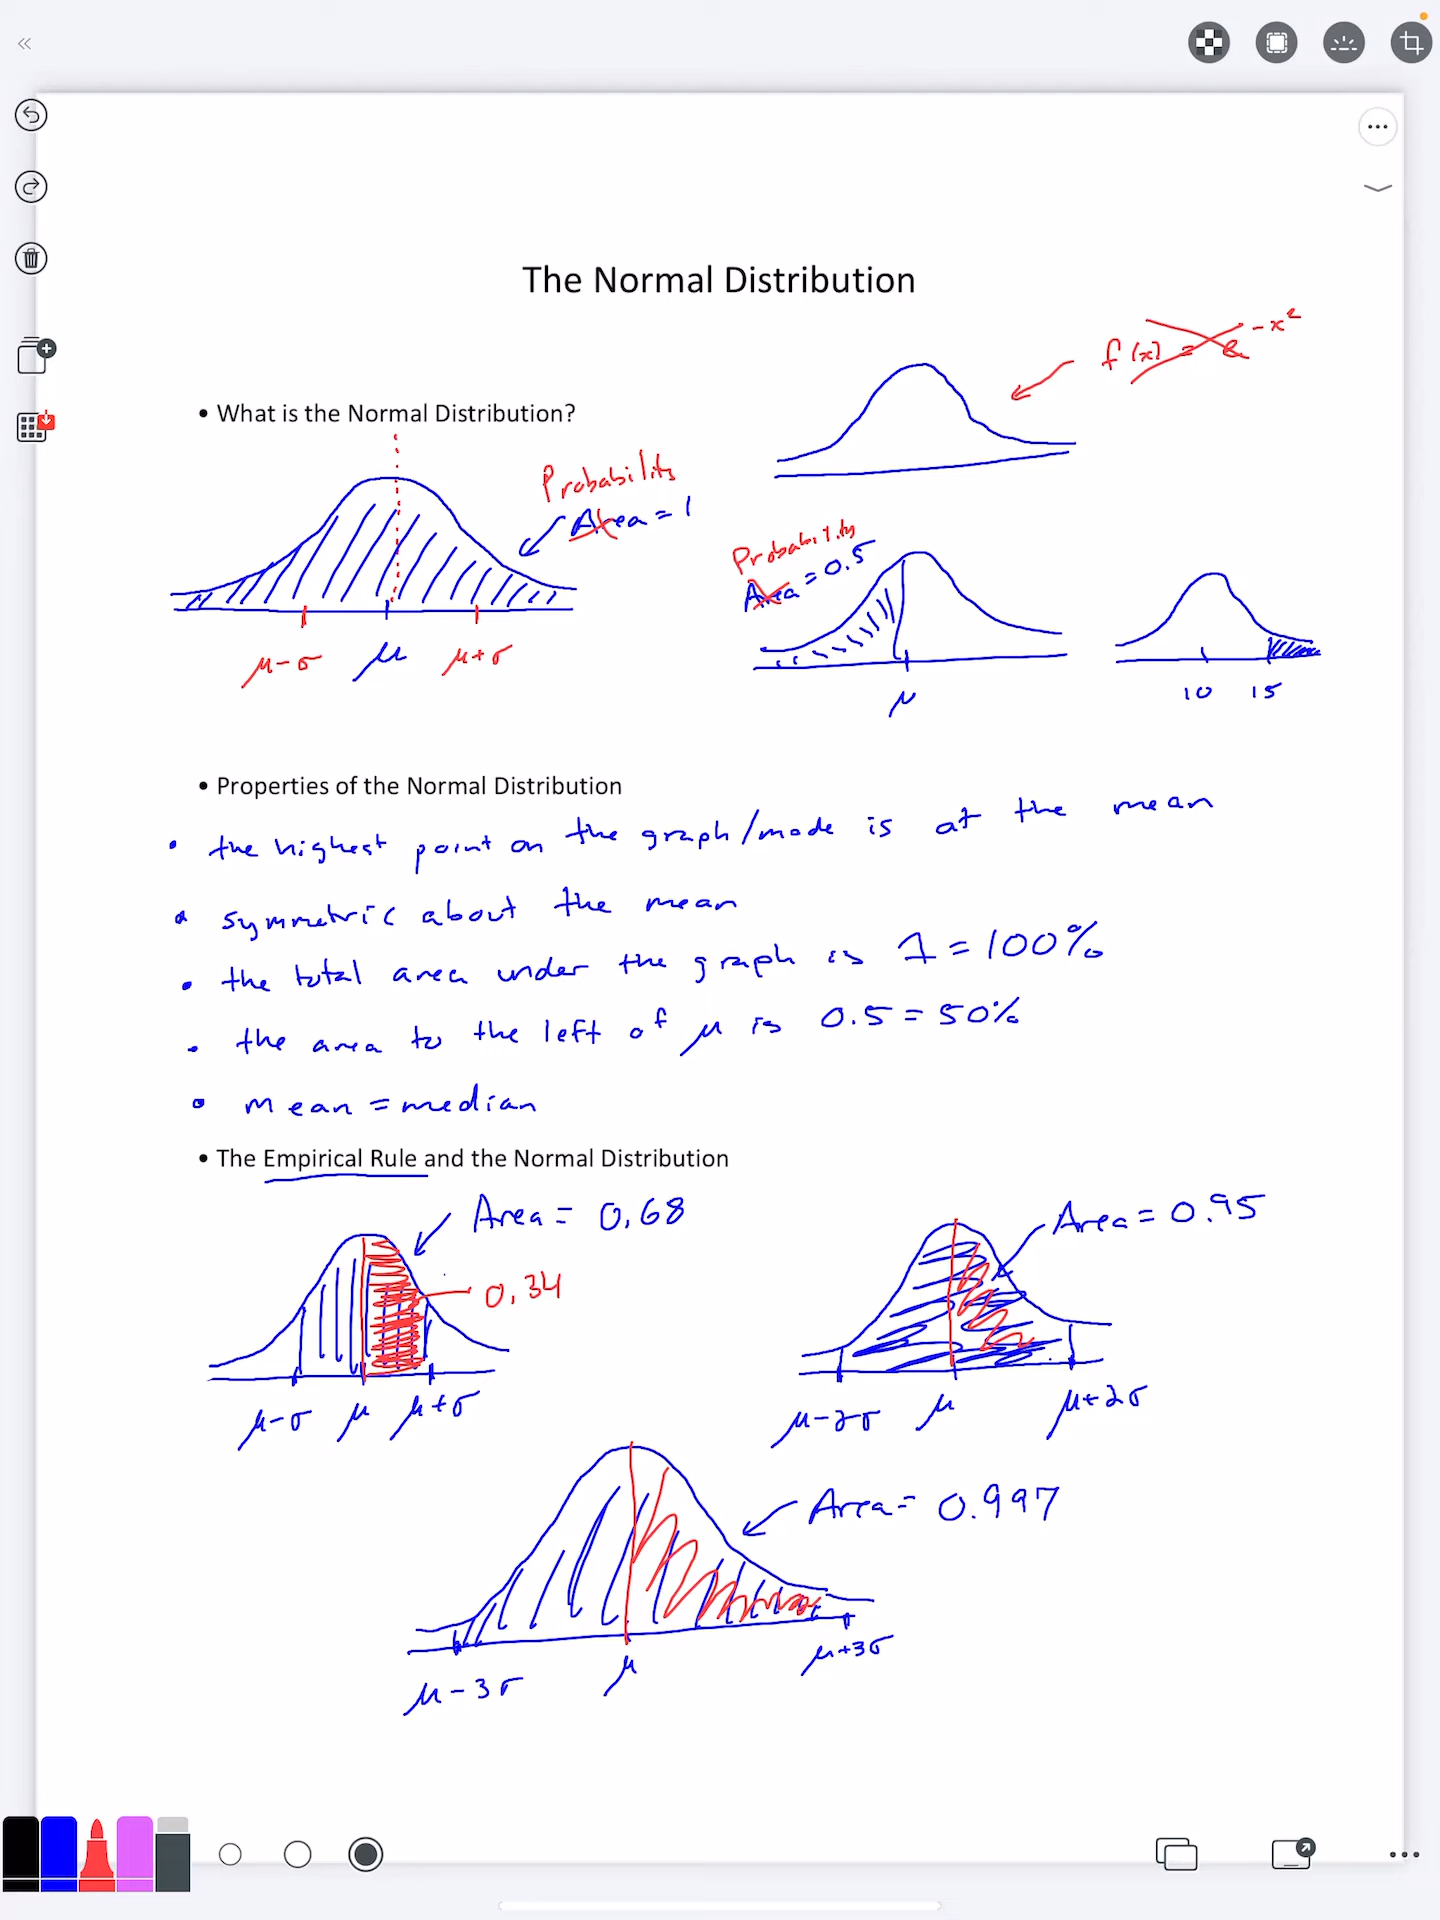 The Normal Distribution
f(x) = e^-x²
• What is the Normal Distribution?
Probability
Area = 1
Probability
Area = 0.5
μ-σ μ μ+σ
μ
10 15
• Properties of the Normal Distribution
• the highest point on the graph/mode is at the mean
• symmetric about the mean
• the total area under the graph is 1 = 100%
• the area to the left of μ is 0.5 = 50%
• mean = median
• The Empirical Rule and the Normal Distribution
Area = 0.68
0.34
μ-σ μ μ+σ
Area = 0.95
μ-2σ μ μ+2σ
Area = 0.997
μ-3σ μ μ+3σ